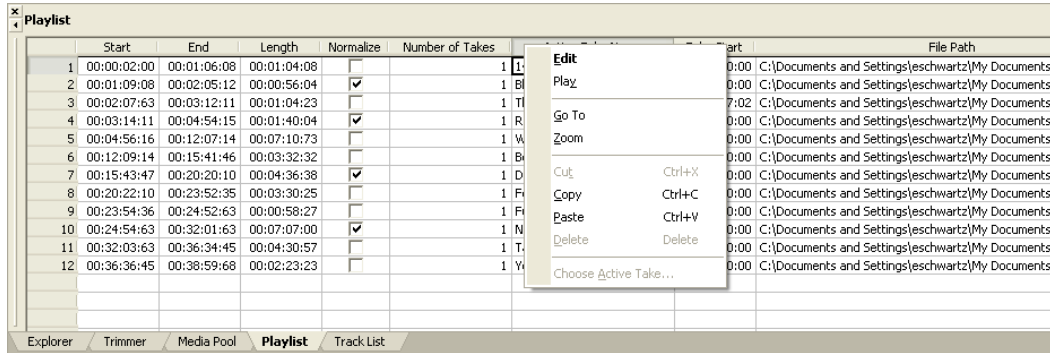 Playlist
Start End Length Normalize Number of Takes File Path
1 00:00:02:00 00:01:06:08 00:01:04:08 1 C:\Documents and Settings\eschwartz\My Documents
2 00:01:09:08 00:02:05:12 00:00:56:04 1 C:\Documents and Settings\eschwartz\My Documents
3 00:02:07:63 00:03:12:11 00:01:04:23 1 C:\Documents and Settings\eschwartz\My Documents
4 00:03:14:11 00:04:54:15 00:01:40:04 1 C:\Documents and Settings\eschwartz\My Documents
5 00:04:56:16 00:12:07:14 00:07:10:73 1 C:\Documents and Settings\eschwartz\My Documents
6 00:12:09:14 00:15:41:46 00:03:32:32 1 C:\Documents and Settings\eschwartz\My Documents
7 00:15:43:47 00:20:20:10 00:04:36:38 1 C:\Documents and Settings\eschwartz\My Documents
8 00:20:22:10 00:23:52:35 00:03:30:25 1 C:\Documents and Settings\eschwartz\My Documents
9 00:23:54:36 00:24:52:63 00:00:58:27 1 C:\Documents and Settings\eschwartz\My Documents
10 00:24:54:63 00:32:01:63 00:07:07:00 1 C:\Documents and Settings\eschwartz\My Documents
11 00:32:03:63 00:36:34:45 00:04:30:57 1 C:\Documents and Settings\eschwartz\My Documents
12 00:36:36:45 00:38:59:68 00:02:23:23 1 C:\Documents and Settings\eschwartz\My Documents
Edit
Play
Go To
Zoom
Cut Ctrl+X
Copy Ctrl+C
Paste Ctrl+V
Delete Delete
Choose Active Take...
Explorer Trimmer Media Pool Playlist Track List